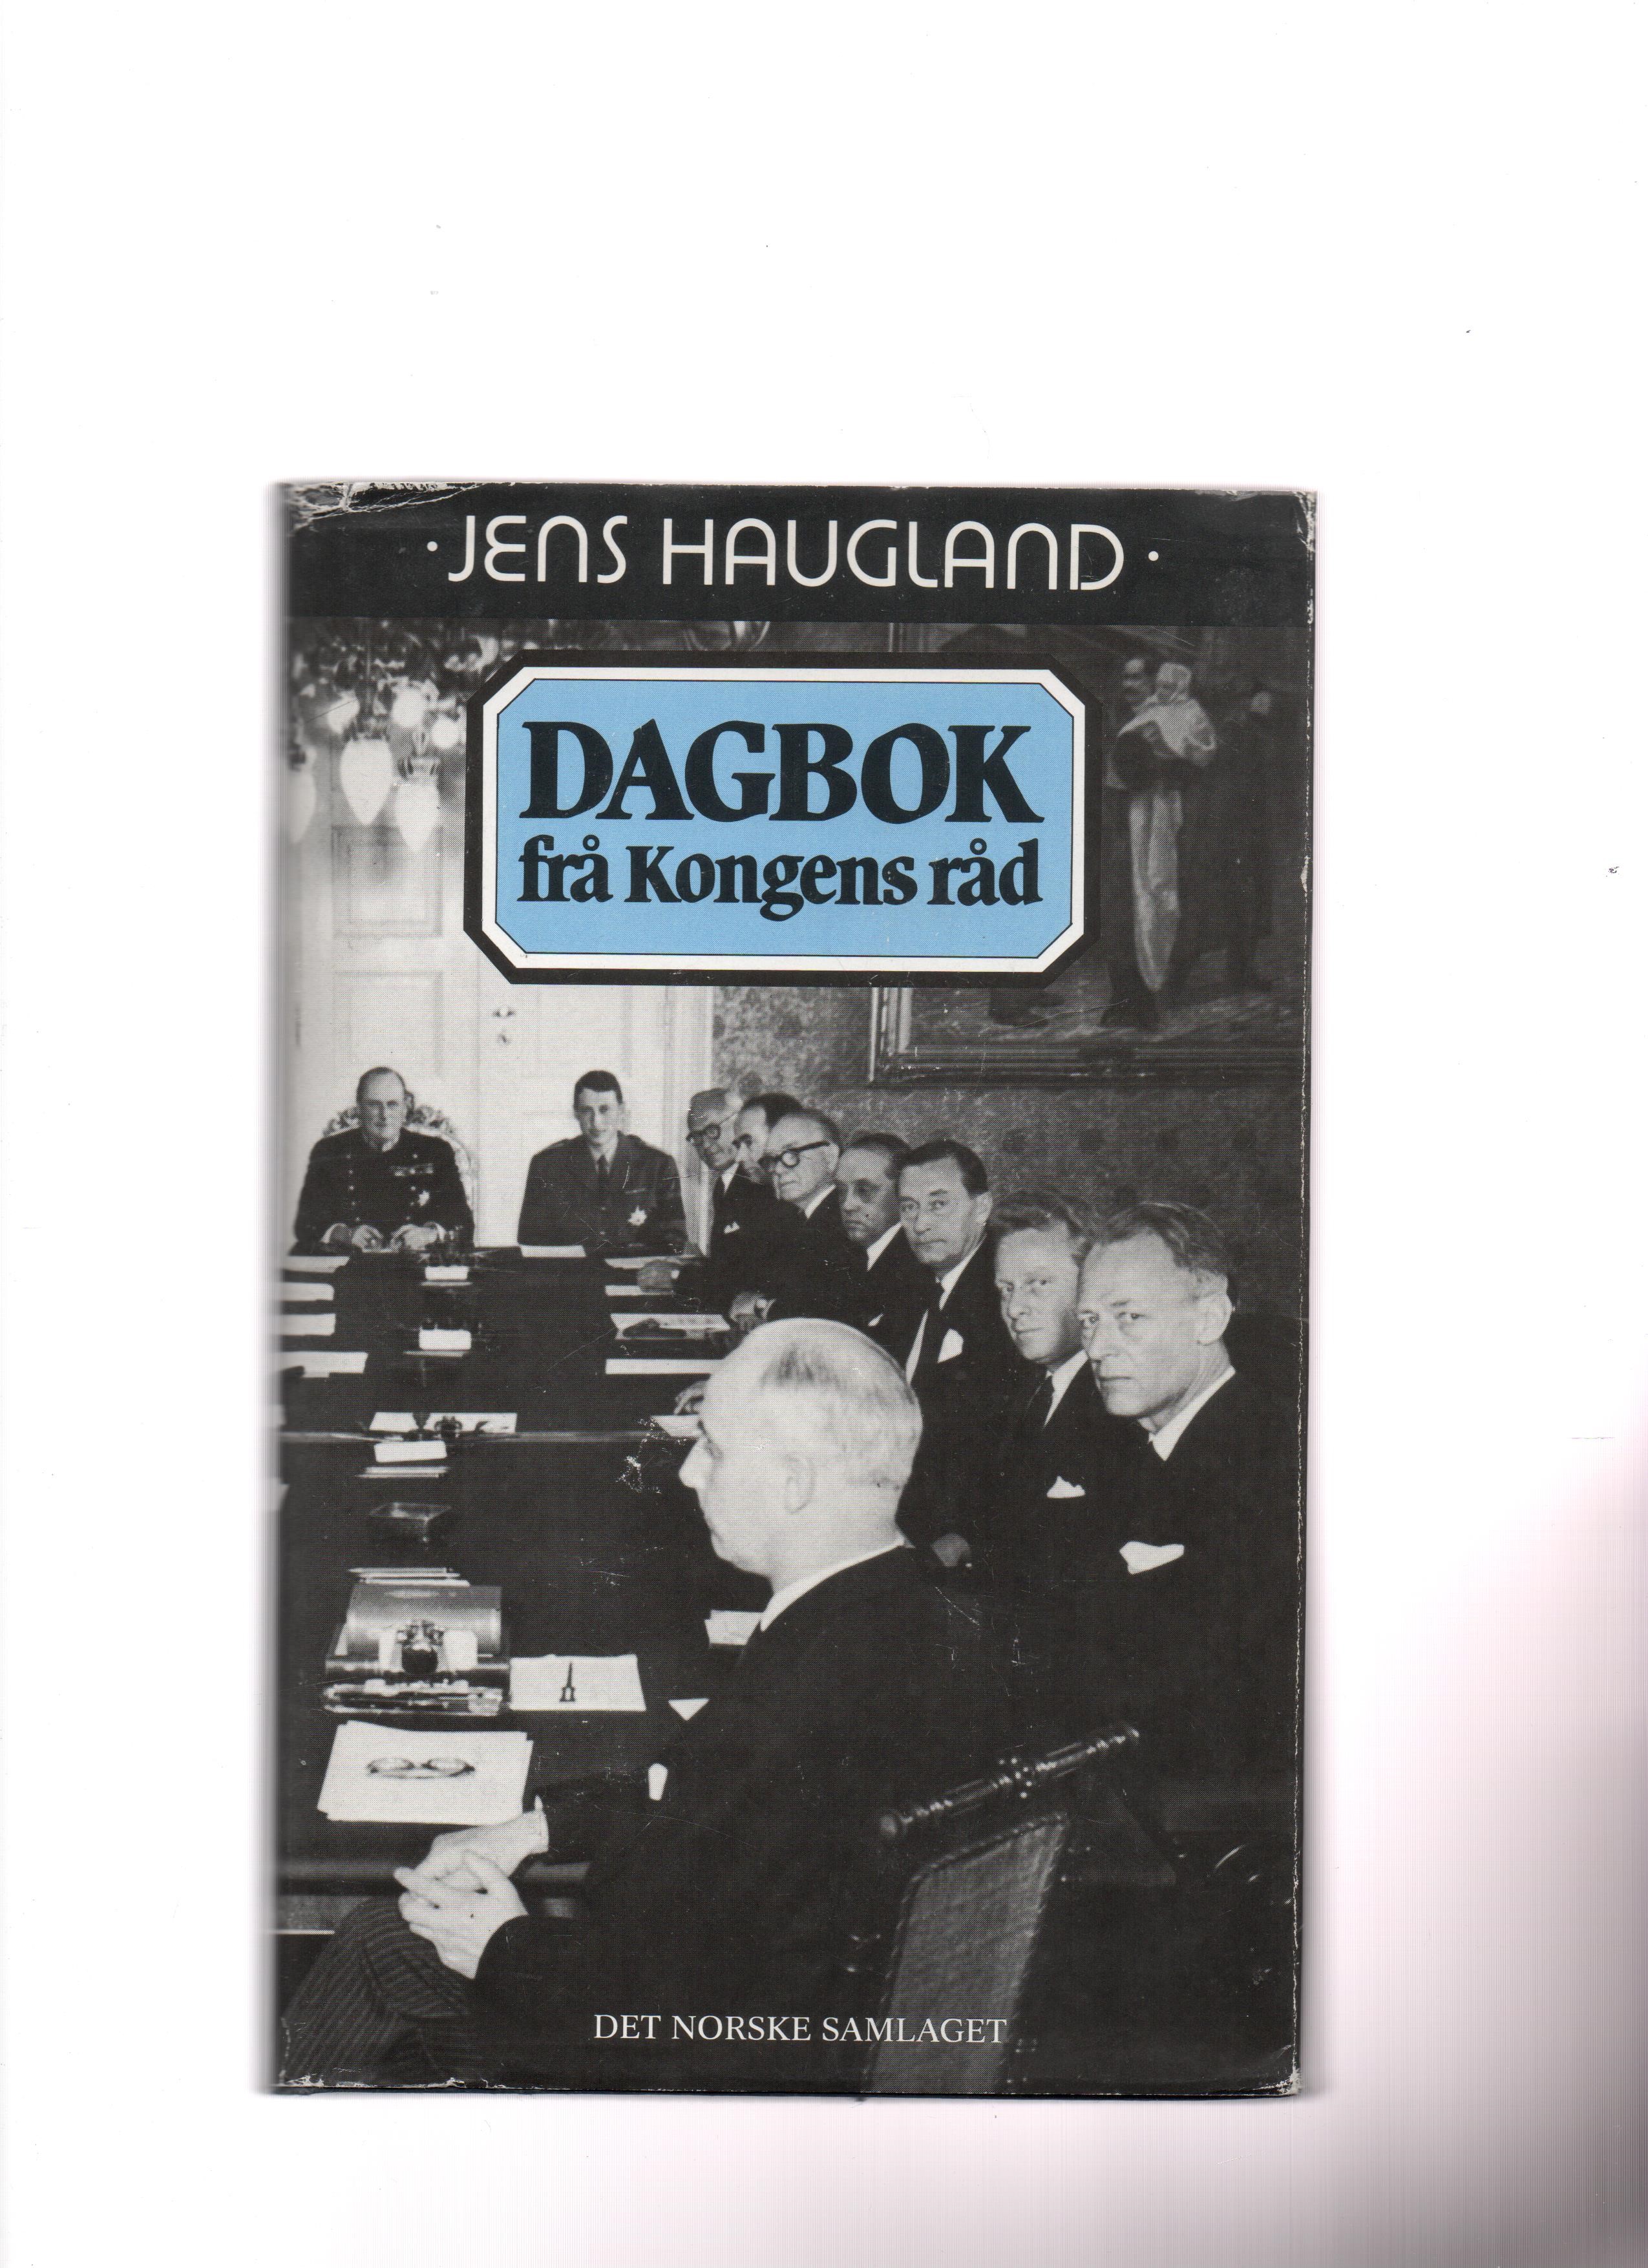 · JENS HAUGLAND ·
DAGBOK
frå Kongens råd
DET NORSKE SAMLAGET